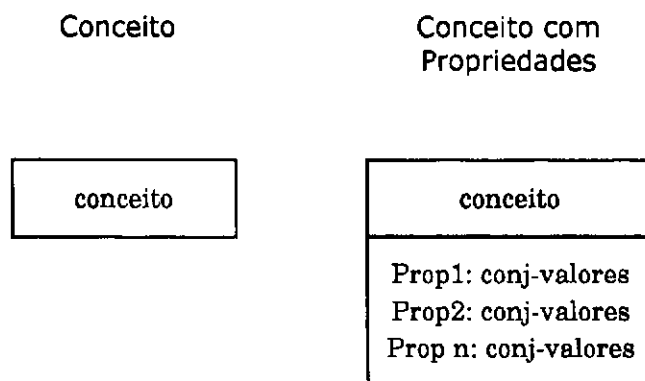 Conceito
Conceito com
Propriedades
conceito
conceito
Prop1: conj-valores
Prop2: conj-valores
Prop n: conj-valores